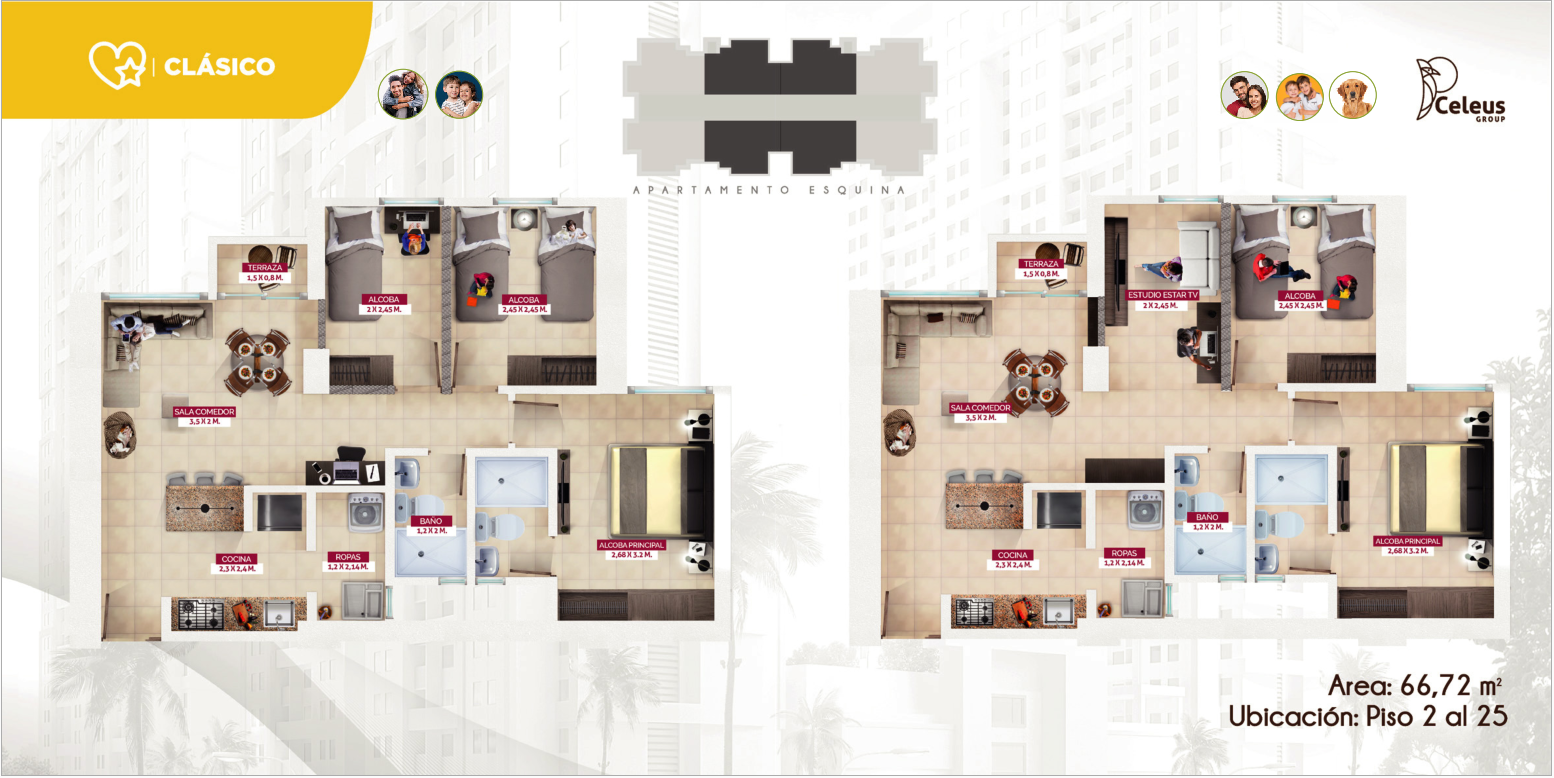 CLÁSICO
Celeus
GROUP
APARTAMENTO ESQUINA
TERRAZA
1,5 X 0,8 M.
ALCOBA
2 X 2,45 M.
ALCOBA
2,45 X 2,45 M.
SALA COMEDOR
3,5 X 2 M.
BAÑO
1,2 X 2 M.
COCINA
2,3 X 2,4 M.
ROPAS
1,2 X 2,14 M.
ALCOBA PRINCIPAL
2,68 X 3.2 M.
TERRAZA
1,5 X 0,8 M.
ESTUDIO ESTAR TV
2 X 2,45 M.
ALCOBA
2,45 X 2,45 M.
SALA COMEDOR
3,5 X 2 M.
BAÑO
1,2 X 2 M.
COCINA
2,3 X 2,4 M.
ROPAS
1,2 X 2,14 M.
ALCOBA PRINCIPAL
2,68 X 3.2 M.
Area: 66,72 m²
Ubicación: Piso 2 al 25